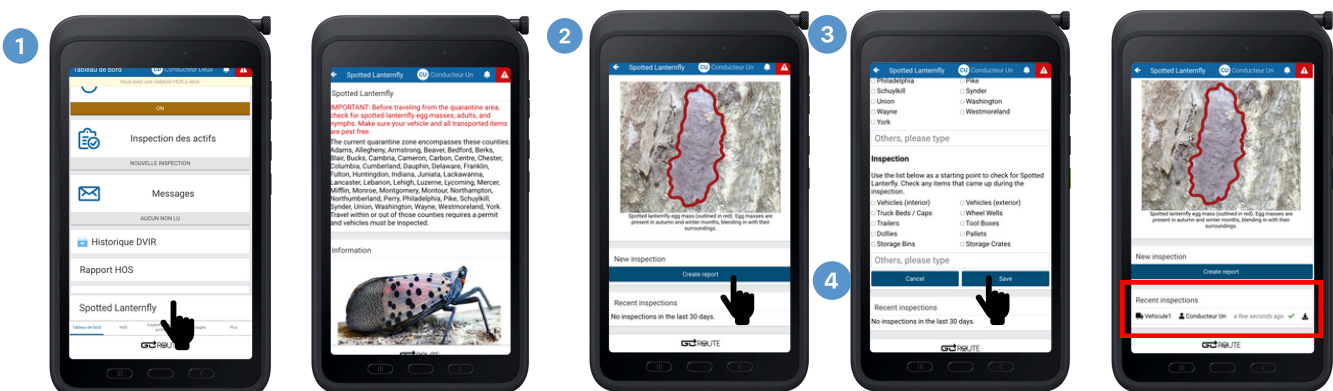 1
Tableau de bord
CU Conducteur Deux
Vous avez une violation HOS à venir
ON
Inspection des actifs
NOUVELLE INSPECTION
Messages
AUCUN NON LU
Historique DVIR
Rapport HOS
Spotted Lanternfly
Tableau de bord
HOS
Plus
Spotted Lanternfly
CU Conducteur Un
Spotted Lanternfly
IMPORTANT: Before traveling from the quarantine area,
check for spotted lanternfly egg masses, adults, and
nymphs. Make sure your vehicle and all transported items
are pest free.
The current quarantine zone encompasses these counties:
Adams, Allegheny, Armstrong, Beaver, Bedford, Berks,
Blair, Bucks, Cambria, Cameron, Carbon, Centre, Chester,
Columbia, Cumberland, Dauphin, Delaware, Franklin,
Fulton, Huntingdon, Indiana, Juniata, Lackawanna,
Lancaster, Lebanon, Lehigh, Luzerne, Lycoming, Mercer,
Mifflin, Monroe, Montgomery, Montour, Northampton,
Northumberland, Perry, Philadelphia, Pike, Schuylkill,
Synder, Union, Washington, Wayne, Westmoreland, York.
Travel within or out of those counties requires a permit
and vehicles must be inspected.
Information
2
Spotted Lanternfly
CU Conducteur Un
Spotted lanternfly egg mass (outlined in red). Egg masses are
present in autumn and winter months, blending in with their
surroundings.
New inspection
Create report
Recent inspections
No inspections in the last 30 days.
3
Spotted Lanternfly
CU Conducteur Un
Philadelphia
Pike
Schuylkill
Synder
Union
Washington
Wayne
Westmoreland
York
Others, please type
Inspection
Use the list below as a starting point to check for Spotted
Lanterfly. Check any items that came up during the
inspection.
Vehicles (interior)
Vehicles (exterior)
Truck Beds / Caps
Wheel Wells
Trailers
Tool Boxes
Dollies
Pallets
Storage Bins
Storage Crates
Others, please type
4
Cancel
Save
Recent inspections
No inspections in the last 30 days.
Spotted Lanternfly
CU Conducteur Un
Spotted lanternfly egg mass (outlined in red). Egg masses are
present in autumn and winter months, blending in with their
surroundings.
New inspection
Create report
Recent inspections
Vehicule1
Conducteur Un
a few seconds ago